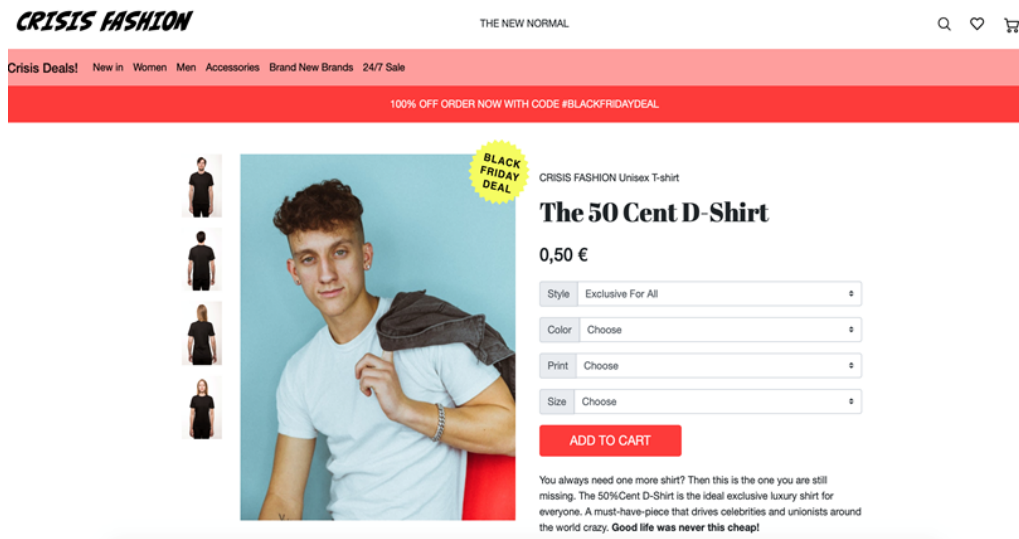 CRISIS FASHION
THE NEW NORMAL
Crisis Deals! New in Women Men Accessories Brand New Brands 24/7 Sale
100% OFF ORDER NOW WITH CODE #BLACKFRIDAYDEAL
BLACK
FRIDAY
DEAL
CRISIS FASHION Unisex T-shirt
The 50 Cent D-Shirt
0,50 €
Style Exclusive For All
Color Choose
Print Choose
Size Choose
ADD TO CART
You always need one more shirt? Then this is the one you are still
missing. The 50%Cent D-Shirt is the ideal exclusive luxury shirt for
everyone. A must-have-piece that drives celebrities and unionists around
the world crazy. Good life was never this cheap!